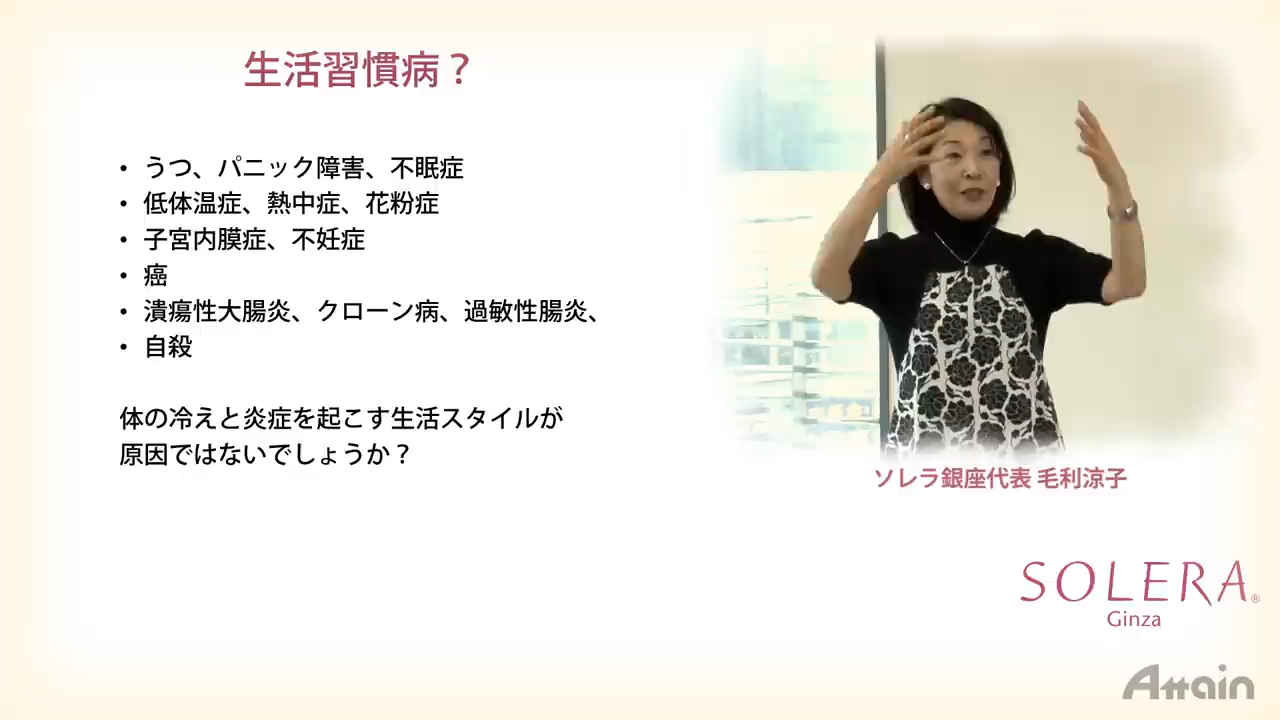 生活習慣病？
• うつ、パニック障害、不眠症
• 低体温症、熱中症、花粉症
• 子宮内膜症、不妊症
• 癌
• 潰瘍性大腸炎、クローン病、過敏性腸炎、
• 自殺
体の冷えと炎症を起こす生活スタイルが
原因ではないでしょうか？
ソレラ銀座代表 毛利涼子
SOLERA®
Ginza
Attain